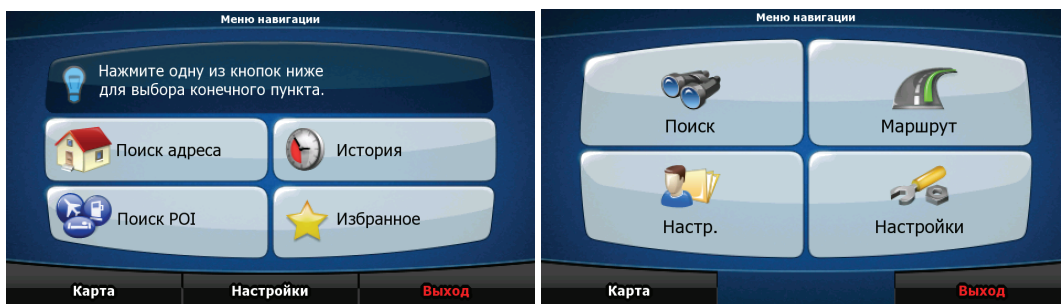 Меню навигации
Нажмите одну из кнопок ниже
для выбора конечного пункта.
Поиск адреса
История
Поиск POI
Избранное
Карта
Настройки
Выход
Меню навигации
Поиск
Маршрут
Настр.
Настройки
Карта
Выход